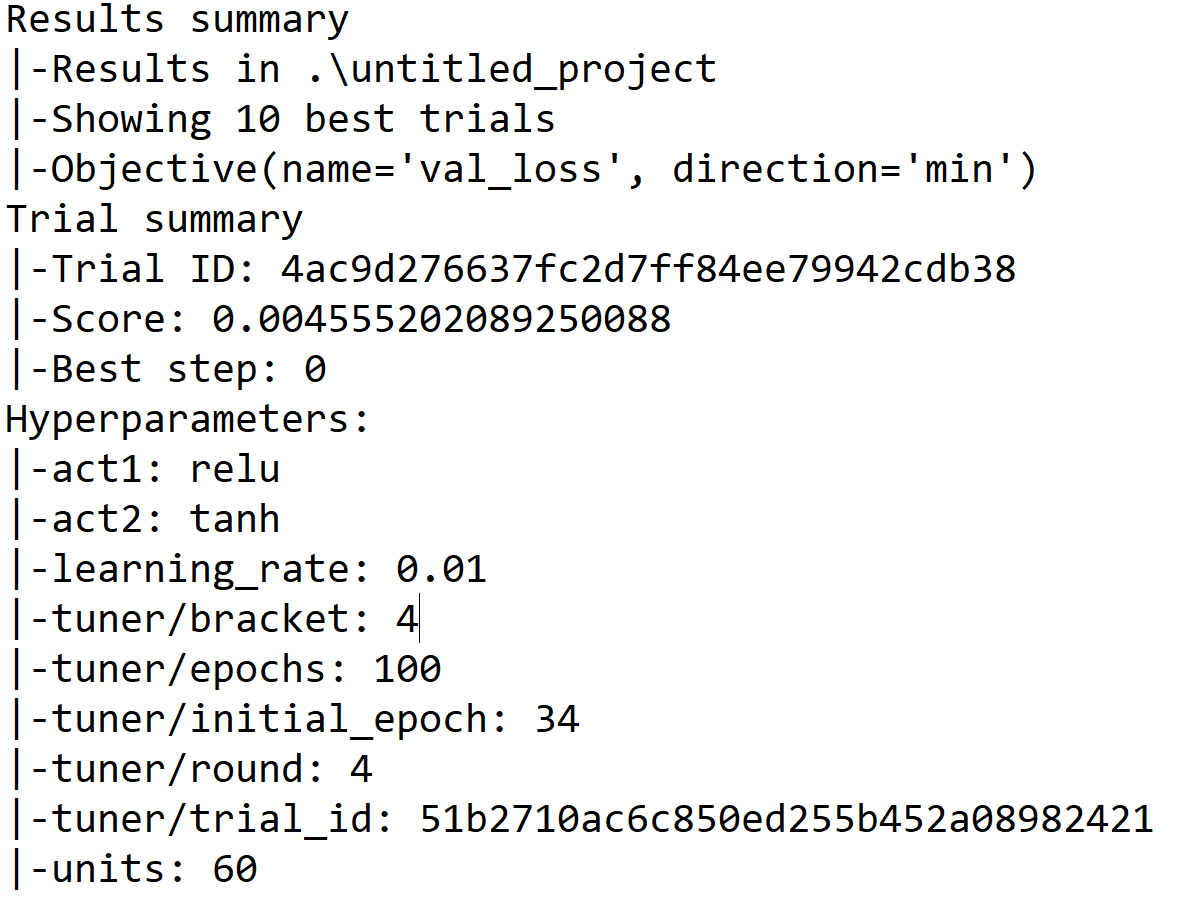 Results summary
|-Results in .\untitled_project
|-Showing 10 best trials
|-Objective(name='val_loss', direction='min')
Trial summary
|-Trial ID: 4ac9d276637fc2d7ff84ee79942cdb38
|-Score: 0.004555202089250088
|-Best step: 0
Hyperparameters:
|-act1: relu
|-act2: tanh
|-learning_rate: 0.01
|-tuner/bracket: 4
|-tuner/epochs: 100
|-tuner/initial_epoch: 34
|-tuner/round: 4
|-tuner/trial_id: 51b2710ac6c850ed255b452a08982421
|-units: 60